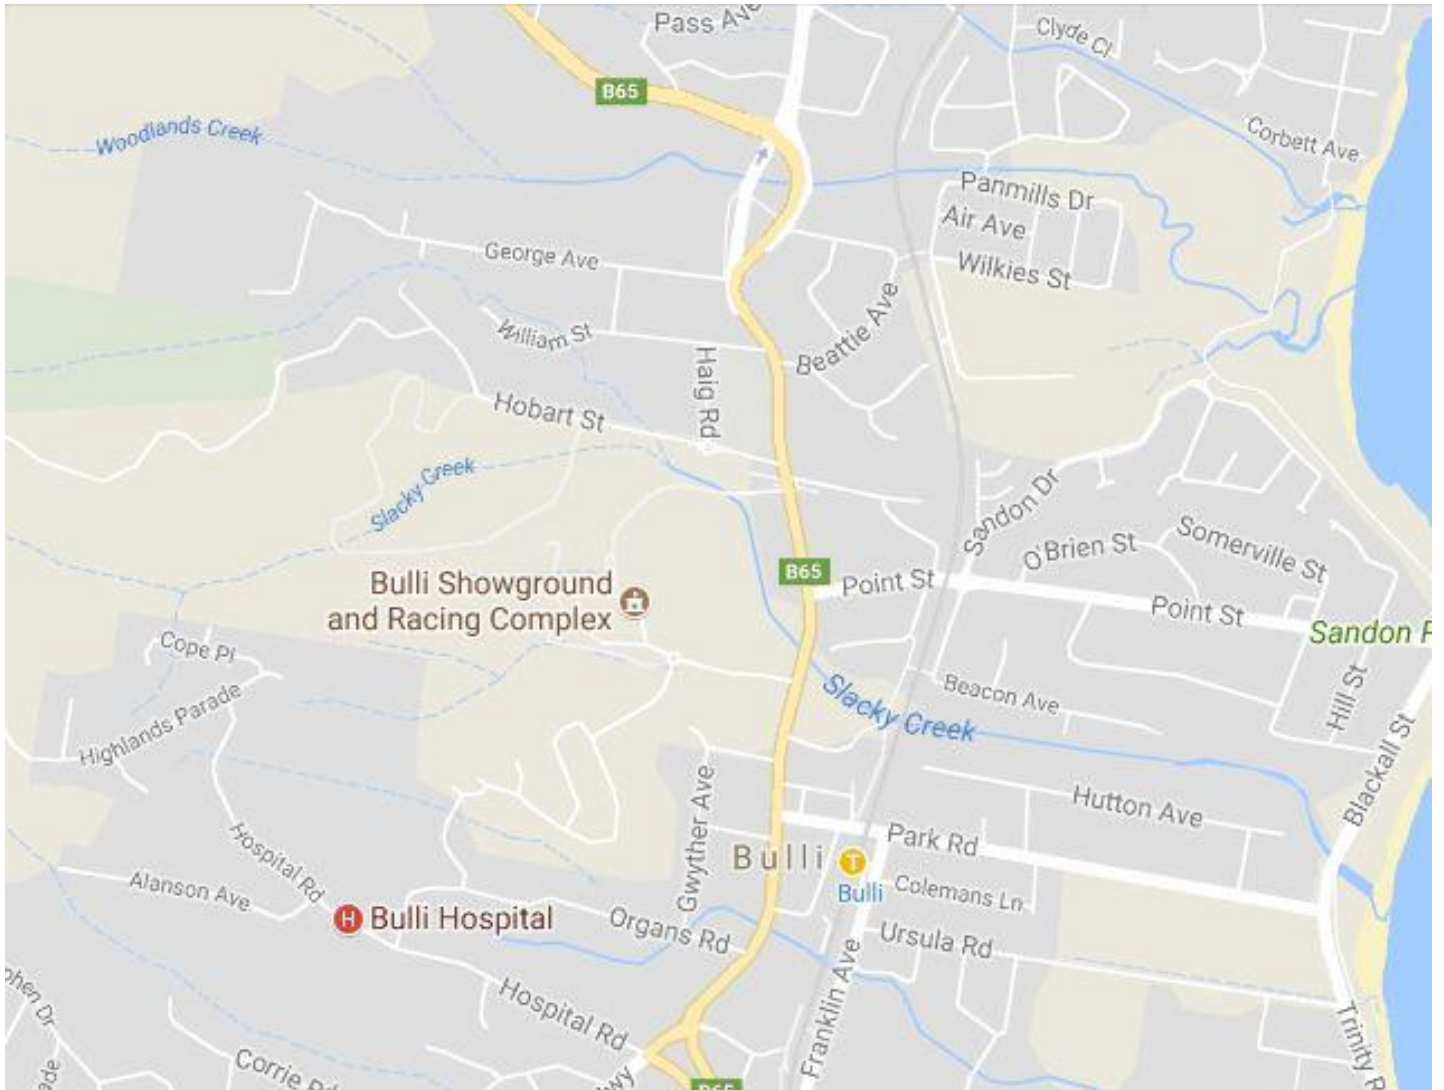 Pass Ave
Clyde Cl
B65
Woodlands Creek
Corbett Ave
Panmills Dr
Air Ave
George Ave
Wilkies St
William St
Beattie Ave
Haig Rd
Hobart St
Slacky Creek
Sandon Dr
O'Brien St
Somerville St
B65
Point St
Bulli Showground
and Racing Complex
Point St
Sandon
Cope Pl
Beacon Ave
Hill St
Highlands Parade
Slacky Creek
Blackall St
Gwyther Ave
Hutton Ave
Hospital Rd
Park Rd
Bulli
T
Bulli
Alanson Ave
Colemans Ln
H Bulli Hospital
Organs Rd
Ursula Rd
Franklin Ave
Hospital Rd
Trinity
Corrie Rd
B65